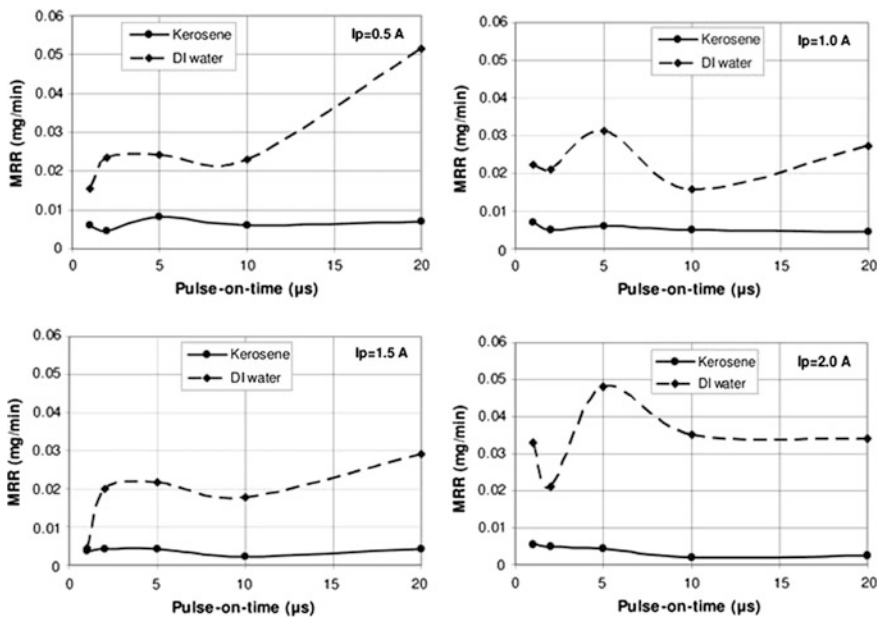 Kerosene
DI water
Ip=0.5 A
MRR (mg/min)
0.06
0.05
0.04
0.03
0.02
0.01
0
0 5 10 15 20
Pulse-on-time (μs)
Kerosene
DI water
Ip=1.0 A
MRR (mg/min)
0.06
0.05
0.04
0.03
0.02
0.01
0
0 5 10 15 20
Pulse-on-time (μs)
Kerosene
DI water
Ip=1.5 A
MRR (mg/min)
0.06
0.05
0.04
0.03
0.02
0.01
0
0 5 10 15 20
Pulse-on-time (μs)
Kerosene
DI water
Ip=2.0 A
MRR (mg/min)
0.06
0.05
0.04
0.03
0.02
0.01
0
0 5 10 15 20
Pulse-on-time (μs)